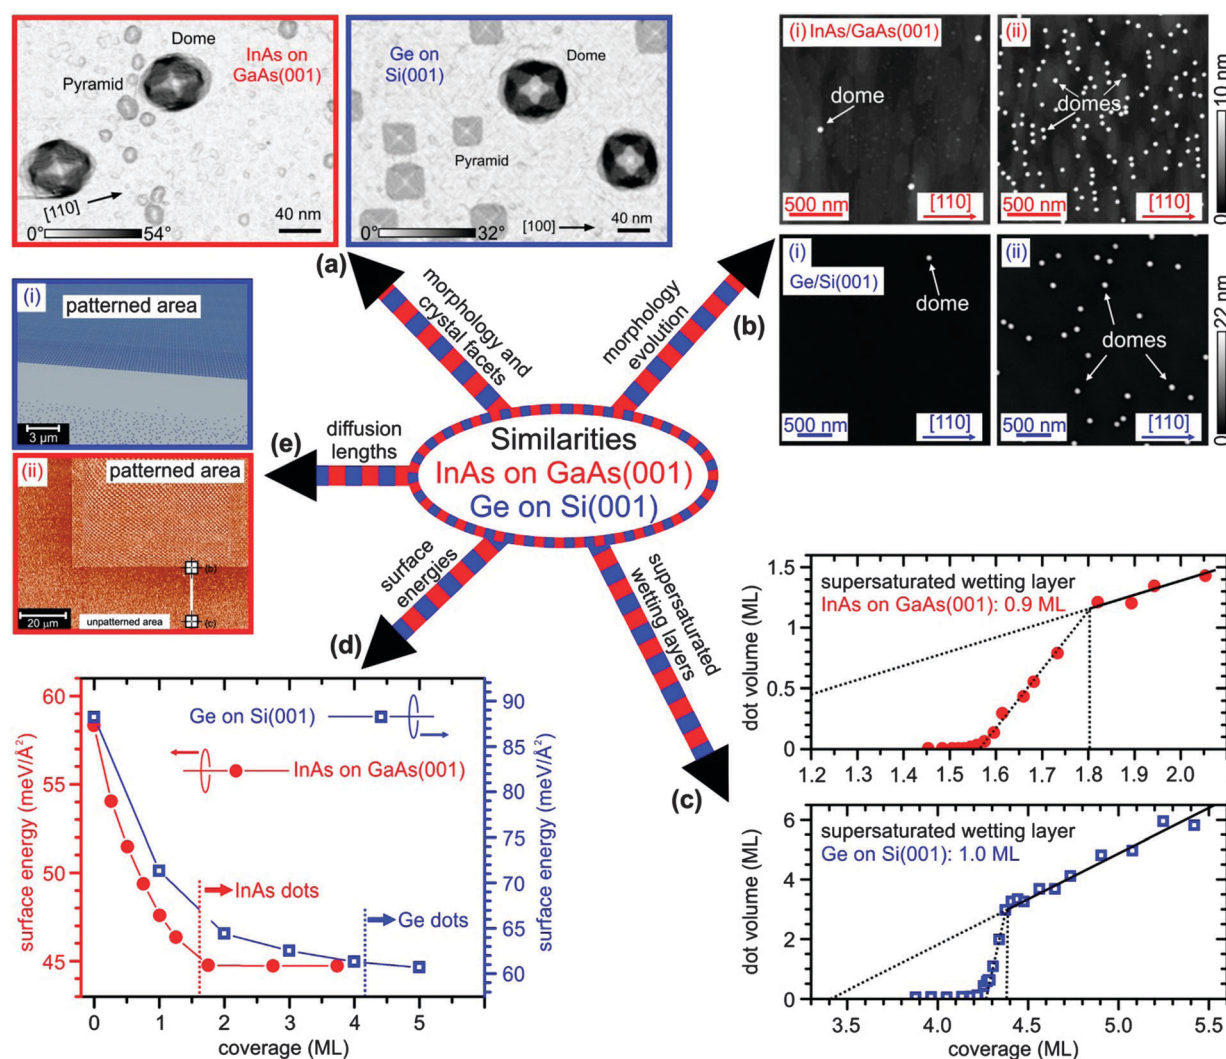 Dome
InAs on
GaAs(001)
Pyramid
[110]
0°
54°
40 nm
Ge on
Si(001)
Dome
Pyramid
0°
32°
[100]
40 nm
(a)
(i) InAs/GaAs(001)
dome
500 nm
[110]
(ii)
domes
500 nm
[110]
0
10 nm
(i)
Ge/Si(001)
dome
500 nm
[110]
(ii)
domes
500 nm
[110]
0
22 nm
(b)
morphology and
crystal facets
morphology
evolution
(i)
patterned area
3 µm
(ii)
patterned area
(b)
(c)
20 µm
unpatterned area
(e)
diffusion
lengths
Similarities
InAs on GaAs(001)
Ge on Si(001)
surface
energies
(d)
supersaturated
wetting layers
(c)
surface energy (meV/Å²)
60
55
50
45
Ge on Si(001)
InAs on GaAs(001)
InAs dots
Ge dots
90
85
80
75
70
65
60
surface energy (meV/Å²)
0 1 2 3 4 5
coverage (ML)
dot volume (ML)
1.5
1
0.5
0
supersaturated wetting layer
InAs on GaAs(001): 0.9 ML
1.2 1.3 1.4 1.5 1.6 1.7 1.8 1.9 2.0
dot volume (ML)
6
4
2
0
supersaturated wetting layer
Ge on Si(001): 1.0 ML
3.5 4.0 4.5 5.0 5.5
coverage (ML)